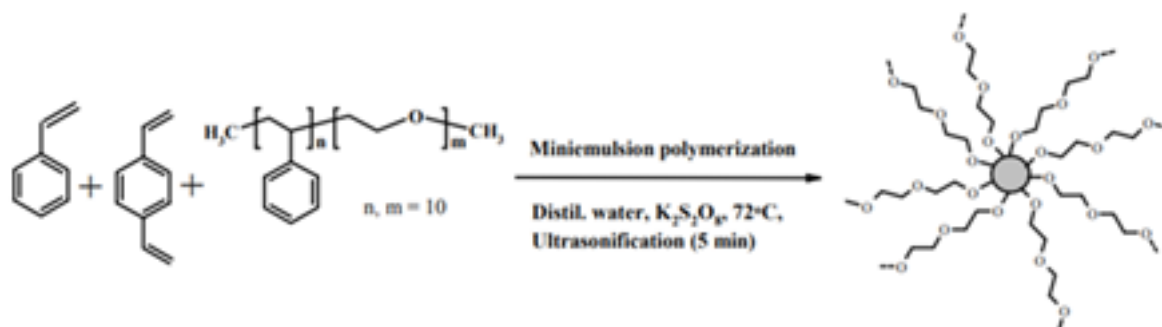 H₃C [ ]n [ O ]m CH₃
+ +
n, m = 10
Miniemulsion polymerization
Distil. water, K₂S₂O₈, 72°C,
Ultrasonification (5 min)
O O O O O O O O O O O O O O O O O O O O O O O O O O O O O O